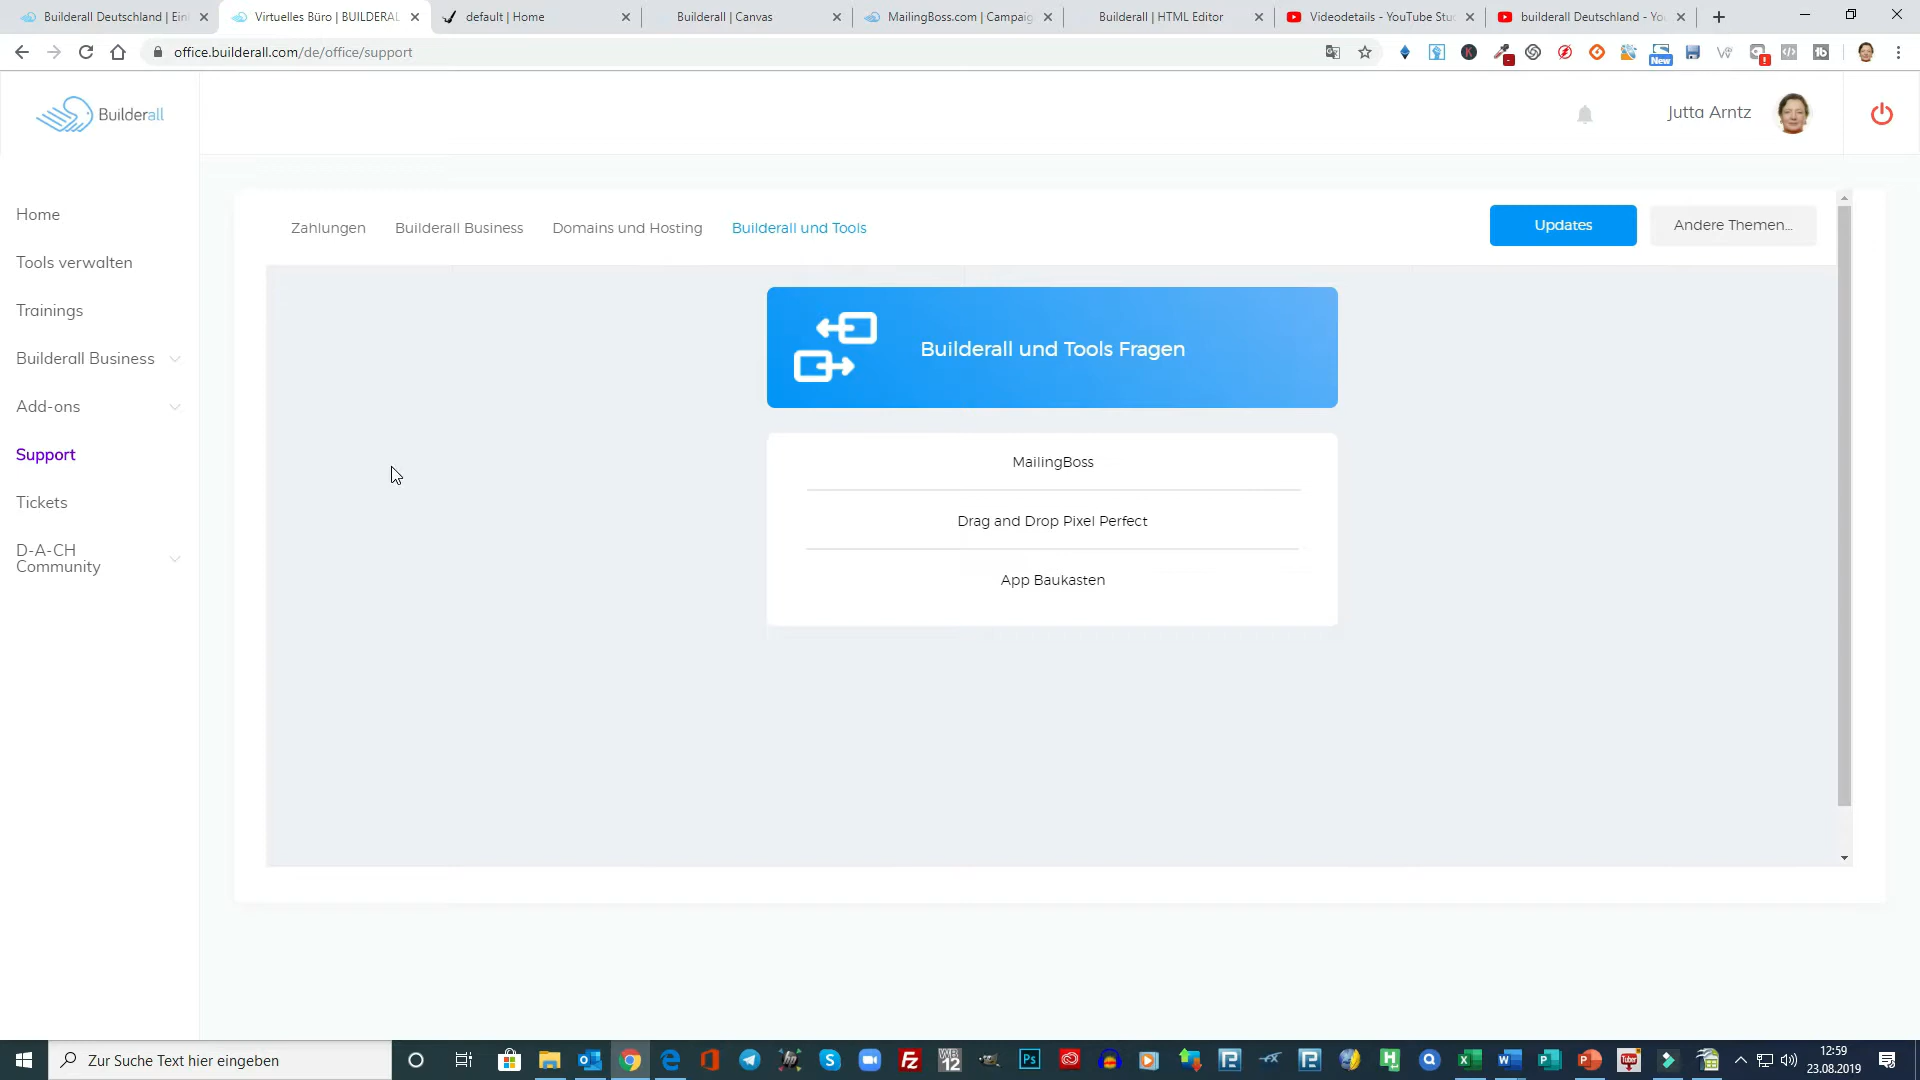 Builderall Deutschland | Ein
Virtuelles Büro | BUILDERAL
default | Home
Builderall | Canvas
MailingBoss.com | Campaig
Builderall | HTML Editor
Videodetails - YouTube Stu
builderall Deutschland - Yo
office.builderall.com/de/office/support
New
Builderall
Jutta Arntz
Home
Tools verwalten
Trainings
Builderall Business
Add-ons
Support
Tickets
D-A-CH
Community
Zahlungen
Builderall Business
Domains und Hosting
Builderall und Tools
Updates
Andere Themen...
Builderall und Tools Fragen
MailingBoss
Drag and Drop Pixel Perfect
App Baukasten
Zur Suche Text hier eingeben
12:59
23.08.2019